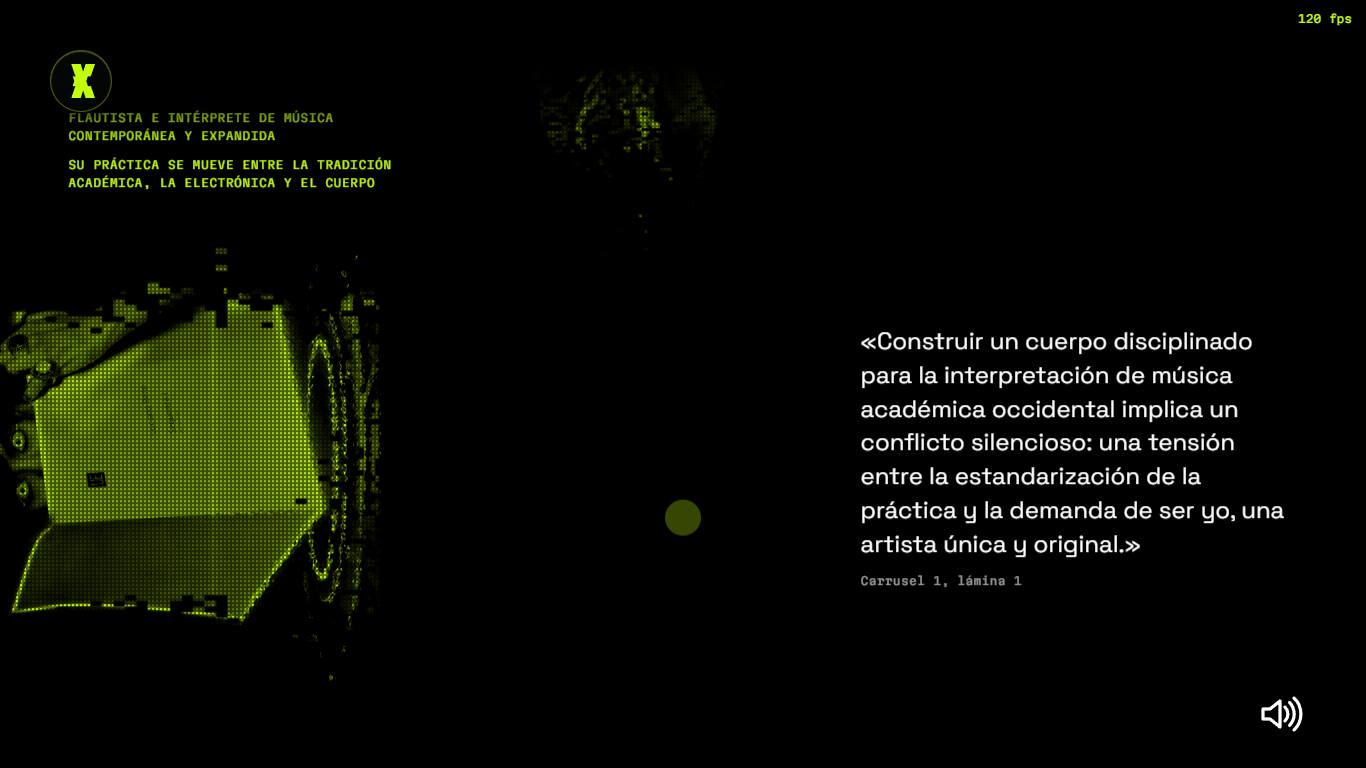 120 fps
X
FLAUTISTA E INTÉRPRETE DE MÚSICA
CONTEMPORÁNEA Y EXPANDIDA
SU PRÁCTICA SE MUEVE ENTRE LA TRADICIÓN
ACADÉMICA, LA ELECTRÓNICA Y EL CUERPO
«Construir un cuerpo disciplinado
para la interpretación de música
académica occidental implica un
conflicto silencioso: una tensión
entre la estandarización de la
práctica y la demanda de ser yo, una
artista única y original.»
Carrusel 1, lámina 1